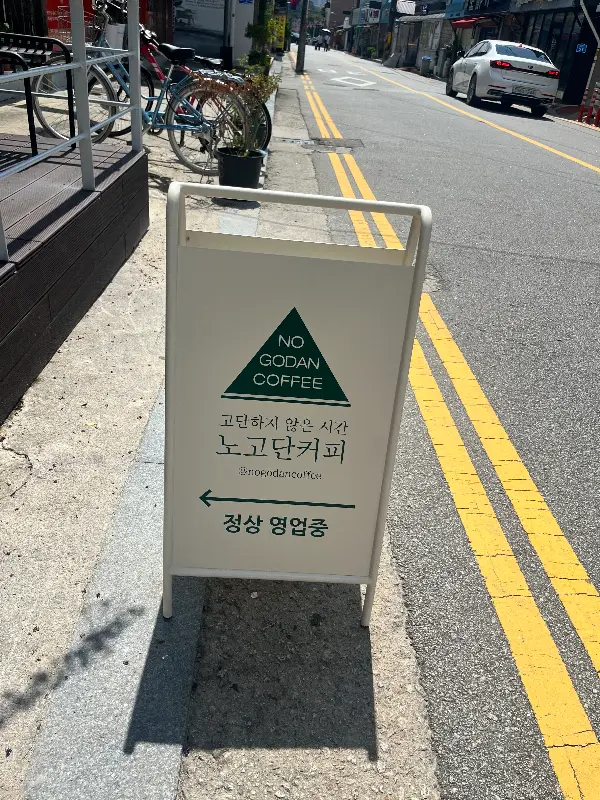 NO
GODAN
COFFEE
고단하지 않은 시간
노고단커피
@nogodancoffee
정상 영업중